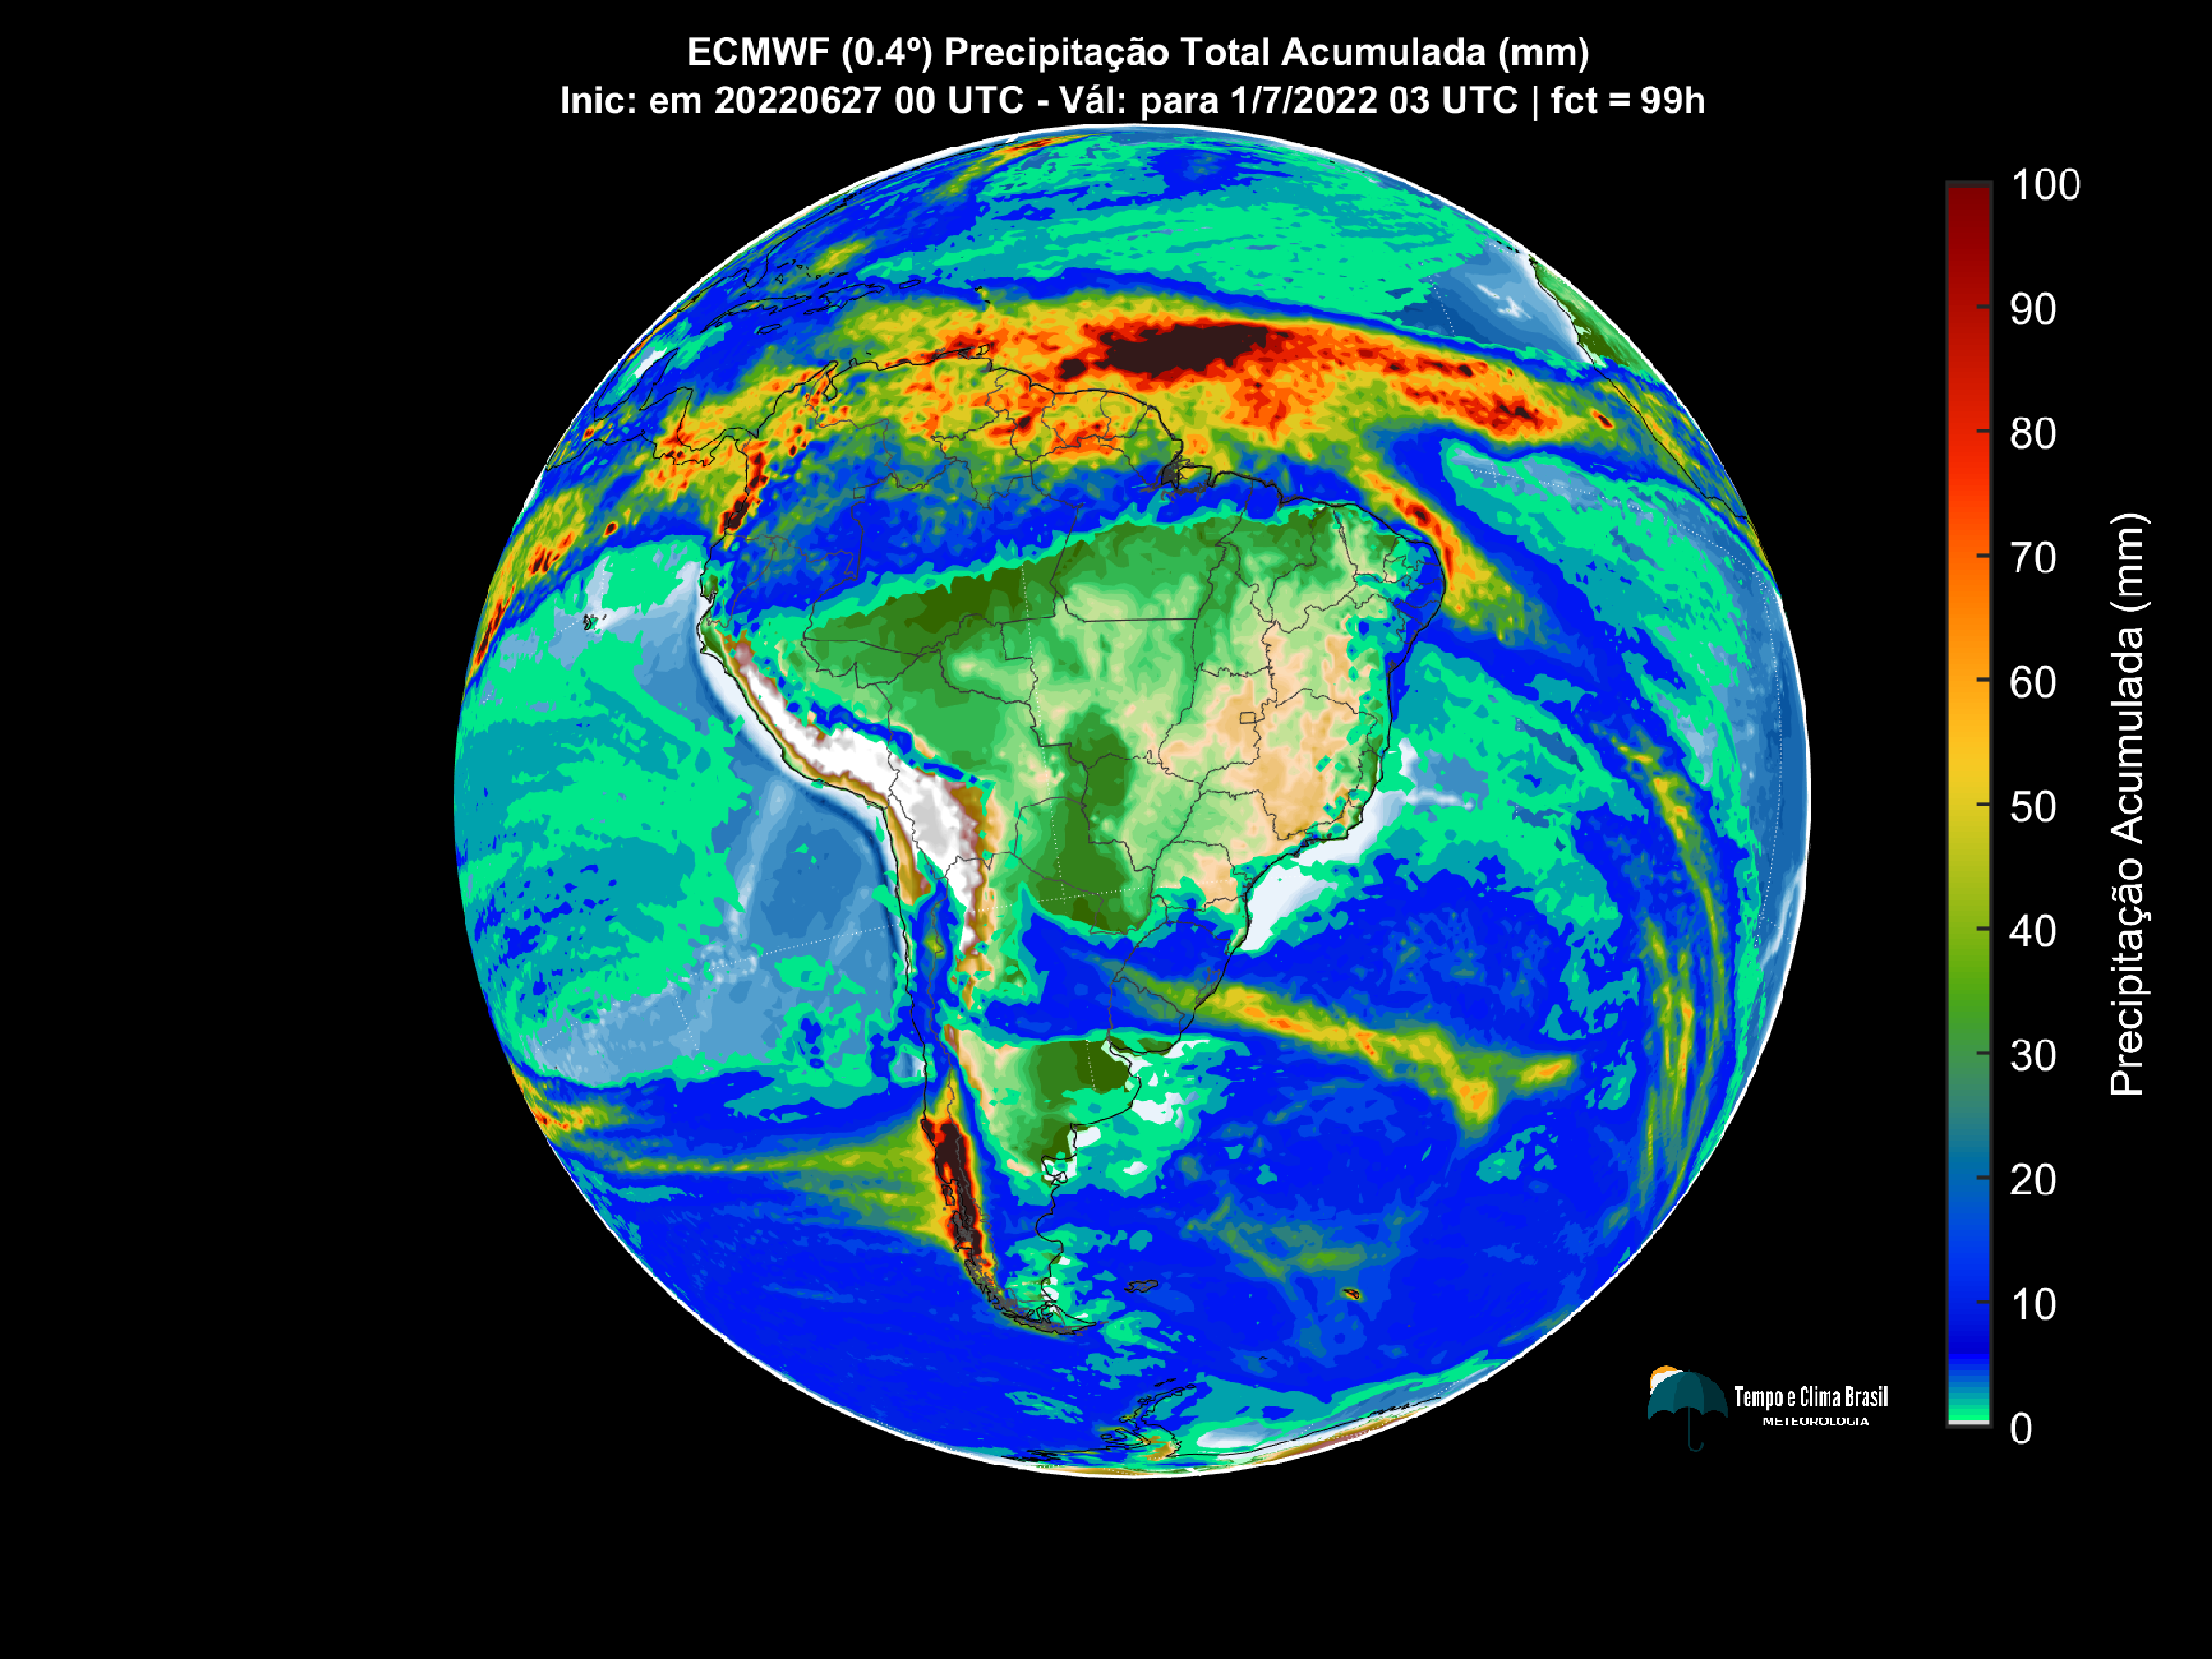 ECMWF (0.4º) Precipitação Total Acumulada (mm)
Inic: em 20220627 00 UTC - Vál: para 1/7/2022 03 UTC | fct = 99h
100
90
80
70
60
50
40
30
20
10
0
Precipitação Acumulada (mm)
Tempo e Clima Brasil
METEOROLOGIA